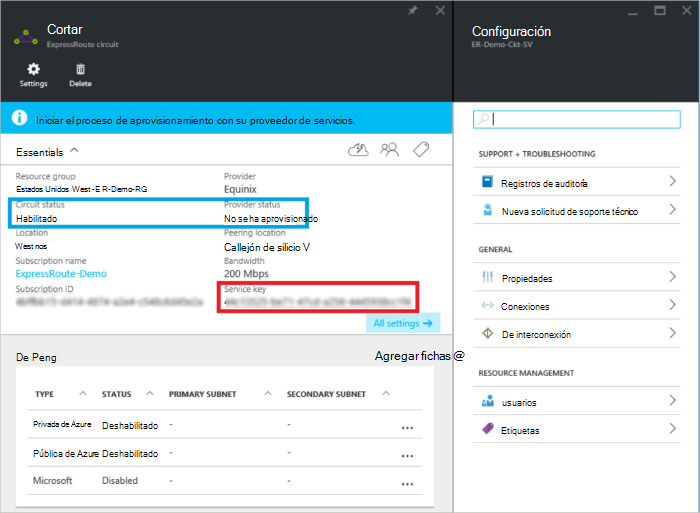 Cortar
ExpressRoute circuit
Settings
Delete
Iniciar el proceso de aprovisionamiento con su proveedor de servicios.
Essentials
Resource group
Provider
Estados Unidos West -E R-Demo-RG
Equinix
Circuit status
Provider status
Habilitado
No se ha aprovisionado
Location
Peering location
West nos
Callejón de silicio V
Subscription name
Bandwidth
ExpressRoute-Demo
200 Mbps
Subscription ID
Service key
All settings →
De Peng
Agregar fichas @
TYPE
STATUS
PRIMARY SUBNET
SECONDARY SUBNET
Privada de Azure
Deshabilitado
-
-
...
Pública de Azure
Deshabilitado
-
-
...
Microsoft
Disabled
-
-
...
Configuración
ER-Demo-Ckt-SV
SUPPORT + TROUBLESHOOTING
Registros de auditoría
Nueva solicitud de soporte técnico
GENERAL
Propiedades
Conexiones
De interconexión
RESOURCE MANAGEMENT
usuarios
Etiquetas